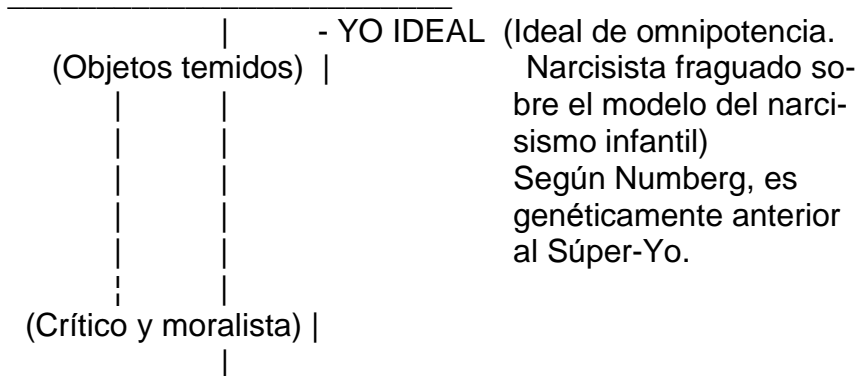 - YO IDEAL (Ideal de omnipotencia.
(Objetos temidos) Narcisista fraguado so-
bre el modelo del narci-
sismo infantil)
Según Numberg, es
genéticamente anterior
al Súper-Yo.
(Crítico y moralista)